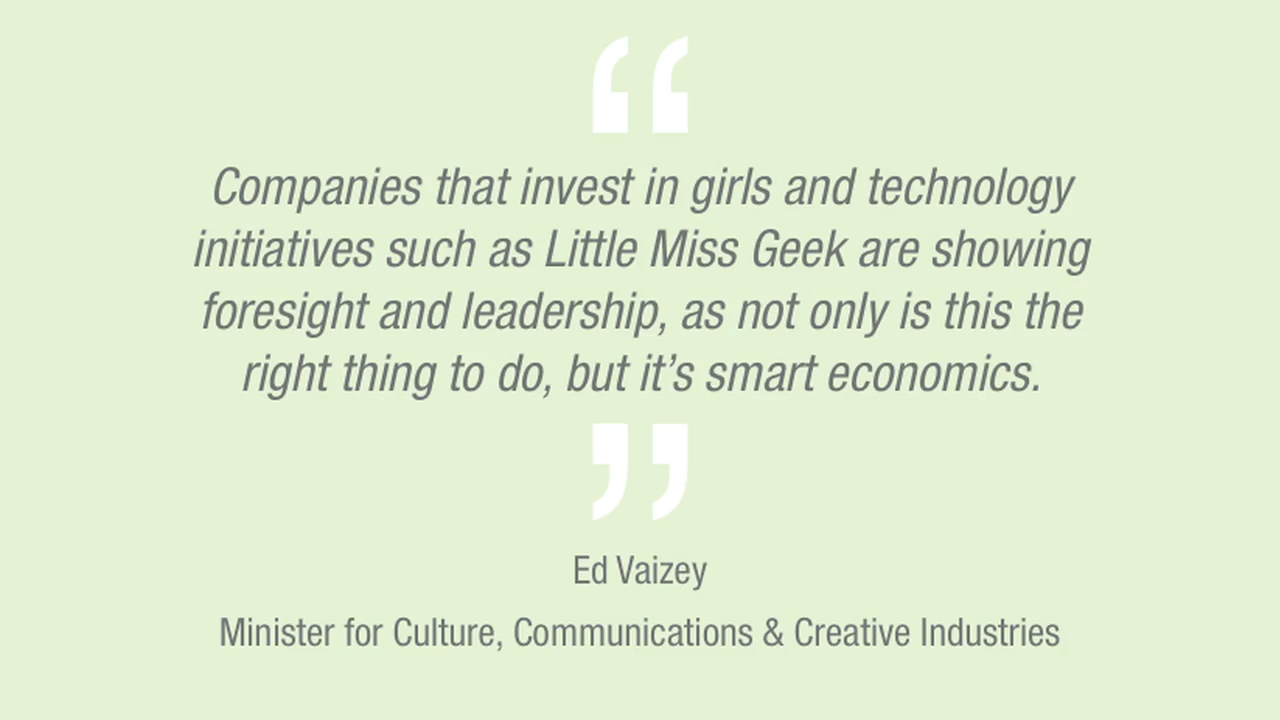 “
Companies that invest in girls and technology
initiatives such as Little Miss Geek are showing
foresight and leadership, as not only is this the
right thing to do, but it’s smart economics.
”
Ed Vaizey
Minister for Culture, Communications & Creative Industries